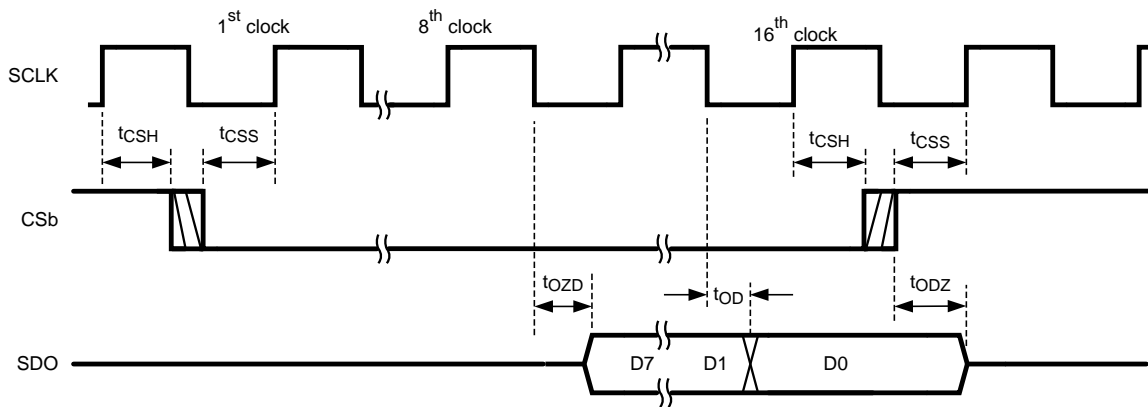 1st clock
8th clock
16th clock
SCLK
tCSH
tCSS
tCSH
tCSS
CSb
tOZD
tOD
tODZ
SDO
D7
D1
D0